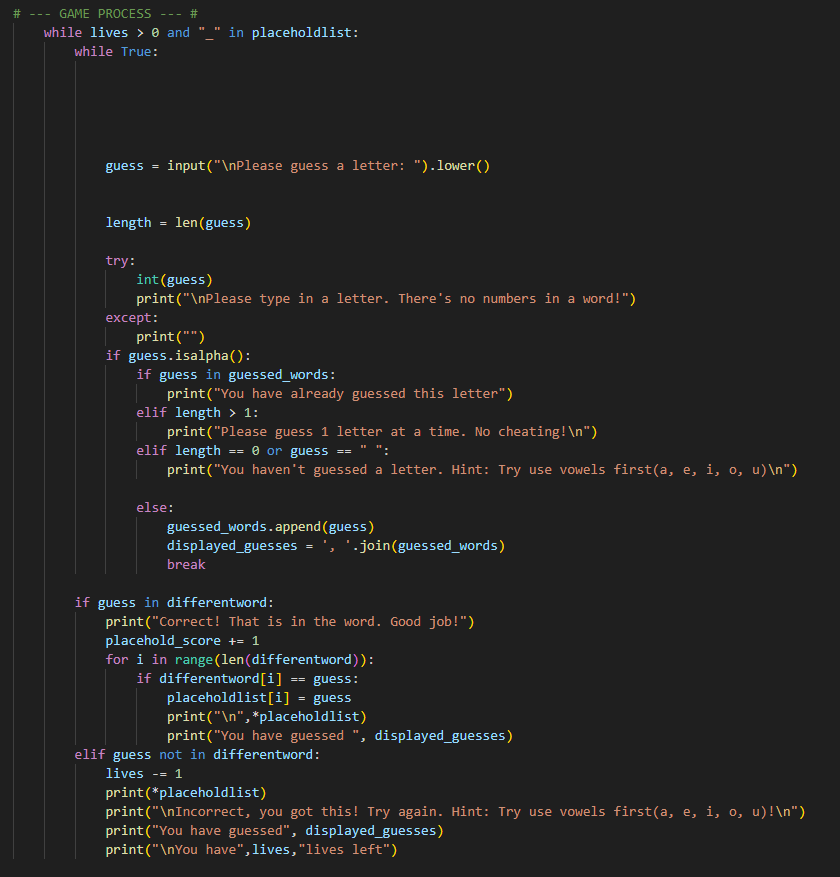 # --- GAME PROCESS --- #
    while lives > 0 and "_" in placeholdlist:
        while True:
            guess = input("\nPlease guess a letter: ").lower()
            length = len(guess)
            try:
                int(guess)
                print("\nPlease type in a letter. There's no numbers in a word!")
            except:
                print("")
            if guess.isalpha():
                if guess in guessed_words:
                    print("You have already guessed this letter")
                elif length > 1:
                    print("Please guess 1 letter at a time. No cheating!\n")
                elif length == 0 or guess == " ":
                    print("You haven't guessed a letter. Hint: Try use vowels first(a, e, i, o, u)\n")
                else:
                    guessed_words.append(guess)
                    displayed_guesses = ', '.join(guessed_words)
                    break
        if guess in differentword:
            print("Correct! That is in the word. Good job!")
            placehold_score += 1
            for i in range(len(differentword)):
                if differentword[i] == guess:
                    placeholdlist[i] = guess
                    print("\n",*placeholdlist)
                    print("You have guessed ", displayed_guesses)
        elif guess not in differentword:
            lives -= 1
            print(*placeholdlist)
            print("\nIncorrect, you got this! Try again. Hint: Try use vowels first(a, e, i, o, u)!\n")
            print("You have guessed", displayed_guesses)
            print("\nYou have",lives,"lives left")